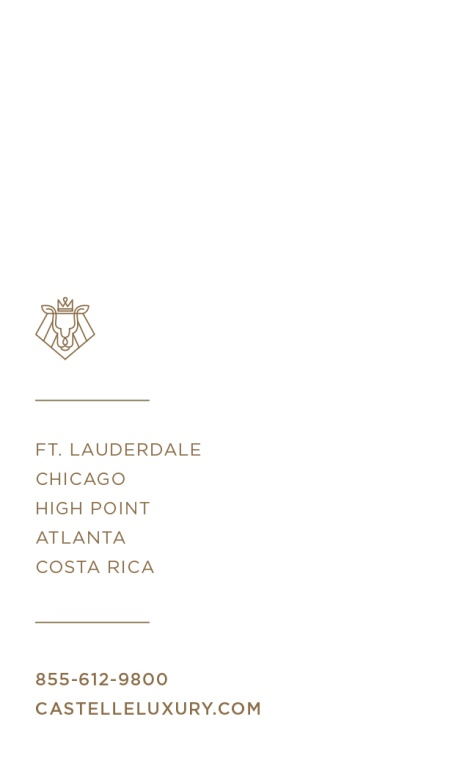 FT. LAUDERDALE
CHICAGO
HIGH POINT
ATLANTA
COSTA RICA
855-612-9800
CASTELLELUXURY.COM